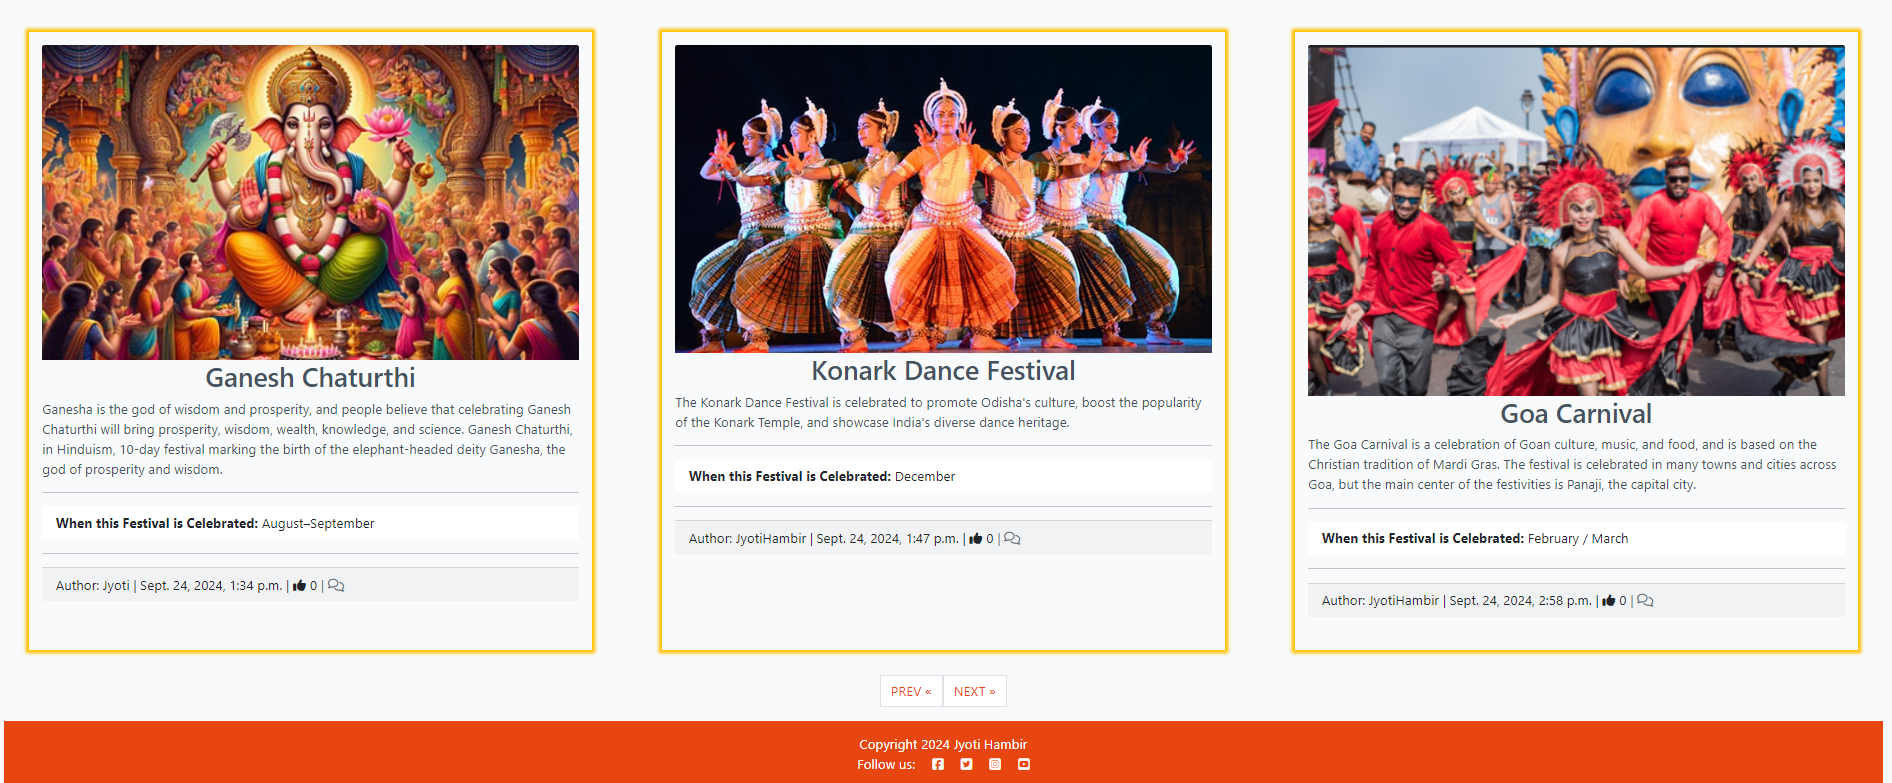 Ganesh Chaturthi
Ganesha is the god of wisdom and prosperity, and people believe that celebrating Ganesh
Chaturthi will bring prosperity, wisdom, wealth, knowledge, and science. Ganesh Chaturthi,
in Hinduism, 10-day festival marking the birth of the elephant-headed deity Ganesha, the
god of prosperity and wisdom.
When this Festival is Celebrated: August–September
Author: Jyoti | Sept. 24, 2024, 1:34 p.m. | 0 |
Konark Dance Festival
The Konark Dance Festival is celebrated to promote Odisha's culture, boost the popularity
of the Konark Temple, and showcase India's diverse dance heritage.
When this Festival is Celebrated: December
Author: JyotiHambir | Sept. 24, 2024, 1:47 p.m. | 0 |
Goa Carnival
The Goa Carnival is a celebration of Goan culture, music, and food, and is based on the
Christian tradition of Mardi Gras. The festival is celebrated in many towns and cities across
Goa, but the main center of the festivities is Panaji, the capital city.
When this Festival is Celebrated: February / March
Author: JyotiHambir | Sept. 24, 2024, 2:58 p.m. | 0 |
PREV « NEXT »
Copyright 2024 Jyoti Hambir
Follow us: